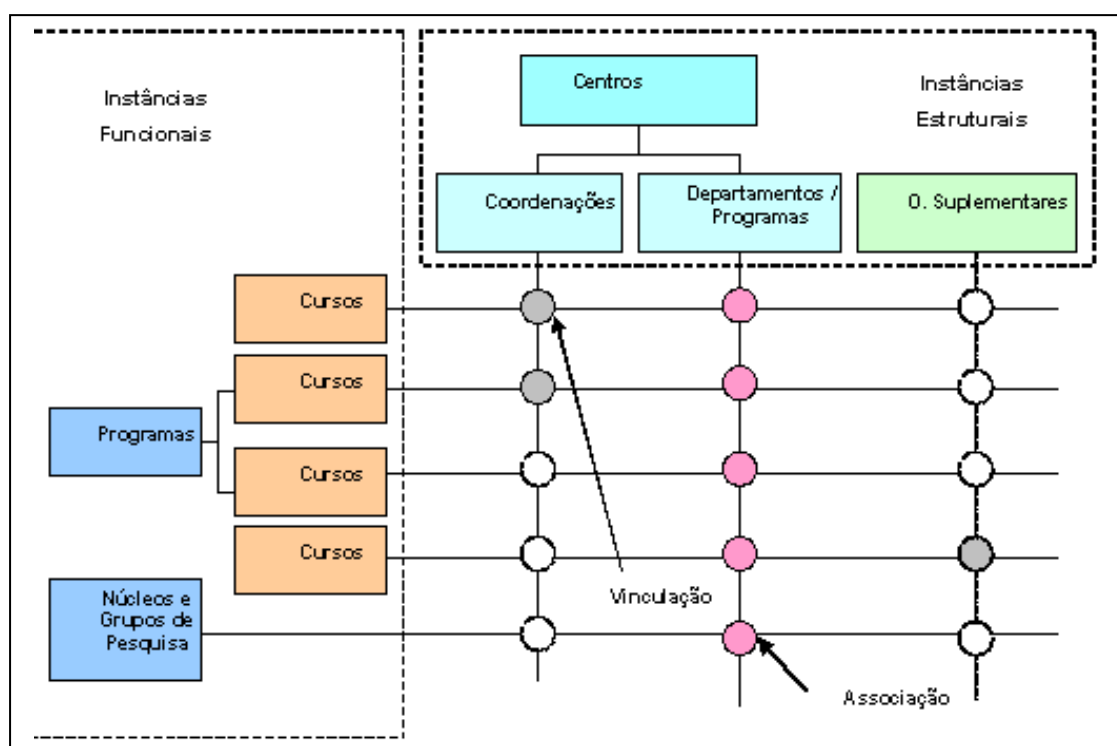 Instâncias
Funcionais
Centros
Instâncias
Estruturais
Coordenações
Departamentos /
Programas
O. Suplementares
Cursos
Cursos
Programas
Cursos
Cursos
Núcleos e
Grupos de
Pesquisa
Vinculação
Associação